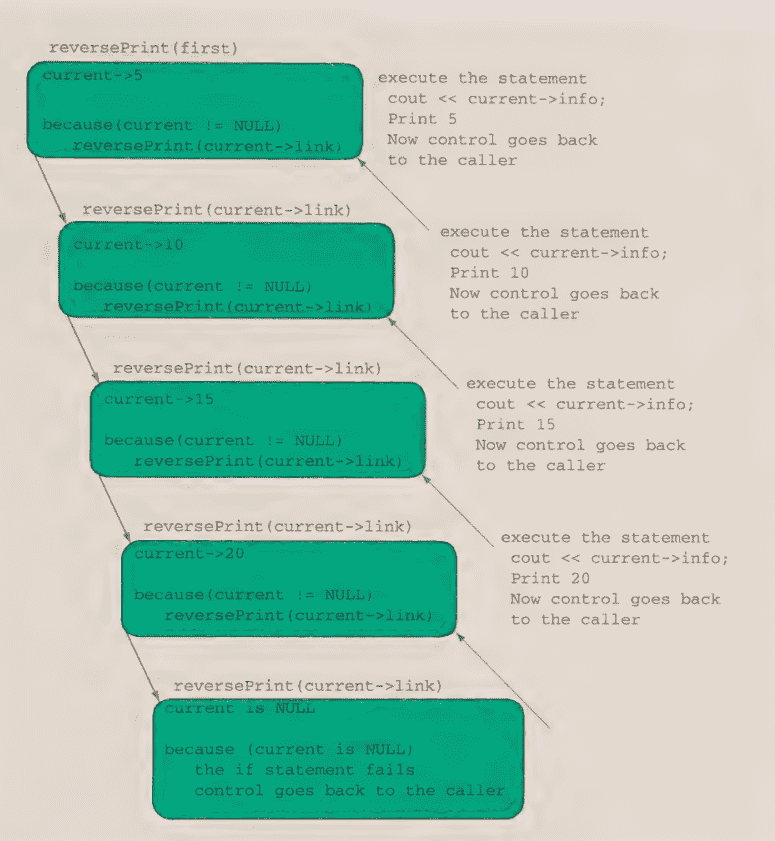 reversePrint(first)
current->5
because(current != NULL)
reversePrint(current->link)
execute the statement
cout << current->info;
Print 5
Now control goes back
to the caller
reversePrint(current->link)
current->10
because(current != NULL)
reversePrint(current->link)
execute the statement
cout << current->info;
Print 10
Now control goes back
to the caller
reversePrint(current->link)
current->15
because(current != NULL)
reversePrint(current->link)
execute the statement
cout << current->info;
Print 15
Now control goes back
to the caller
reversePrint(current->link)
current->20
because(current != NULL)
reversePrint(current->link)
execute the statement
cout << current->info;
Print 20
Now control goes back
to the caller
reversePrint(current->link)
current is NULL
because (current is NULL)
the if statement fails
control goes back to the caller